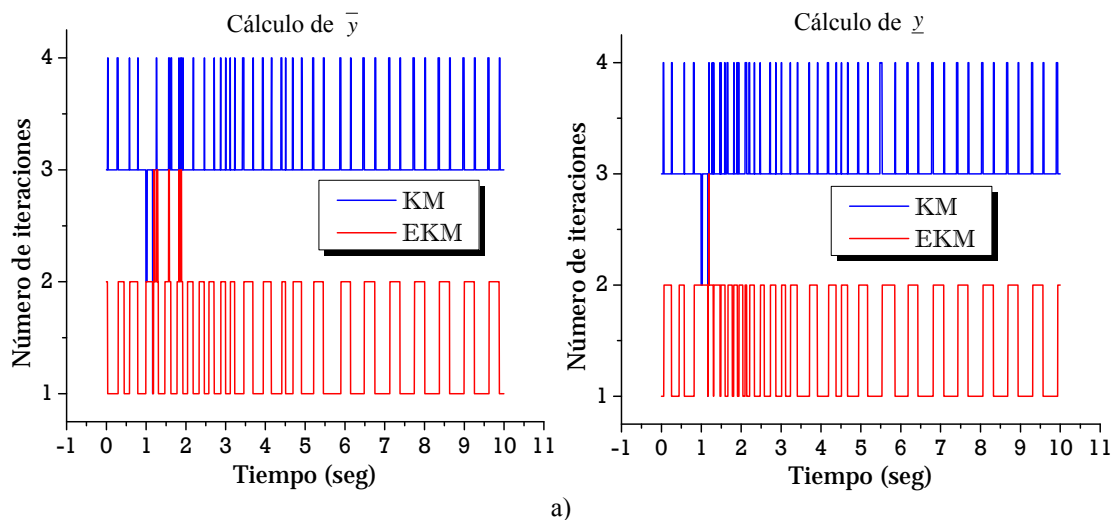 Cálculo de y̅
Número de iteraciones
4
3
2
1
KM
EKM
-1 0 1 2 3 4 5 6 7 8 9 10 11
Tiempo (seg)
Cálculo de y̲
Número de iteraciones
4
3
2
1
KM
EKM
-1 0 1 2 3 4 5 6 7 8 9 10 11
Tiempo (seg)
a)